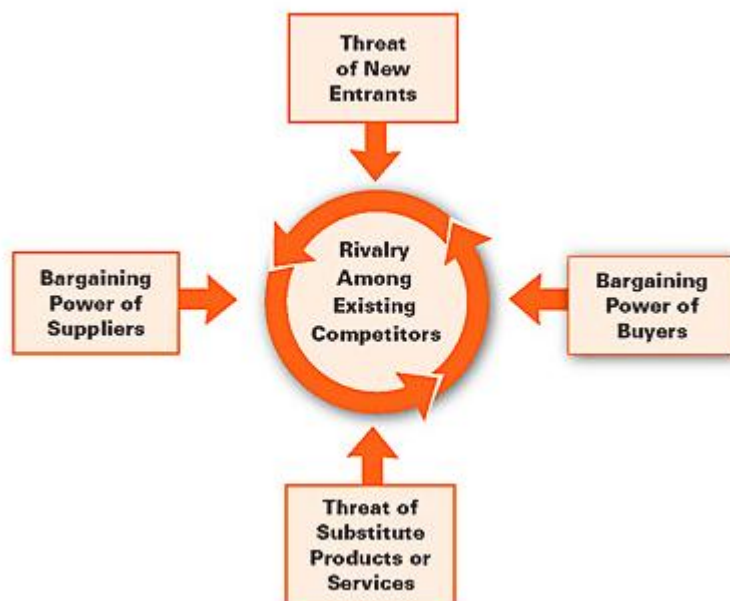 Threat
of New
Entrants
Rivalry
Among
Existing
Competitors
Bargaining
Power of
Suppliers
Bargaining
Power of
Buyers
Threat of
Substitute
Products or
Services